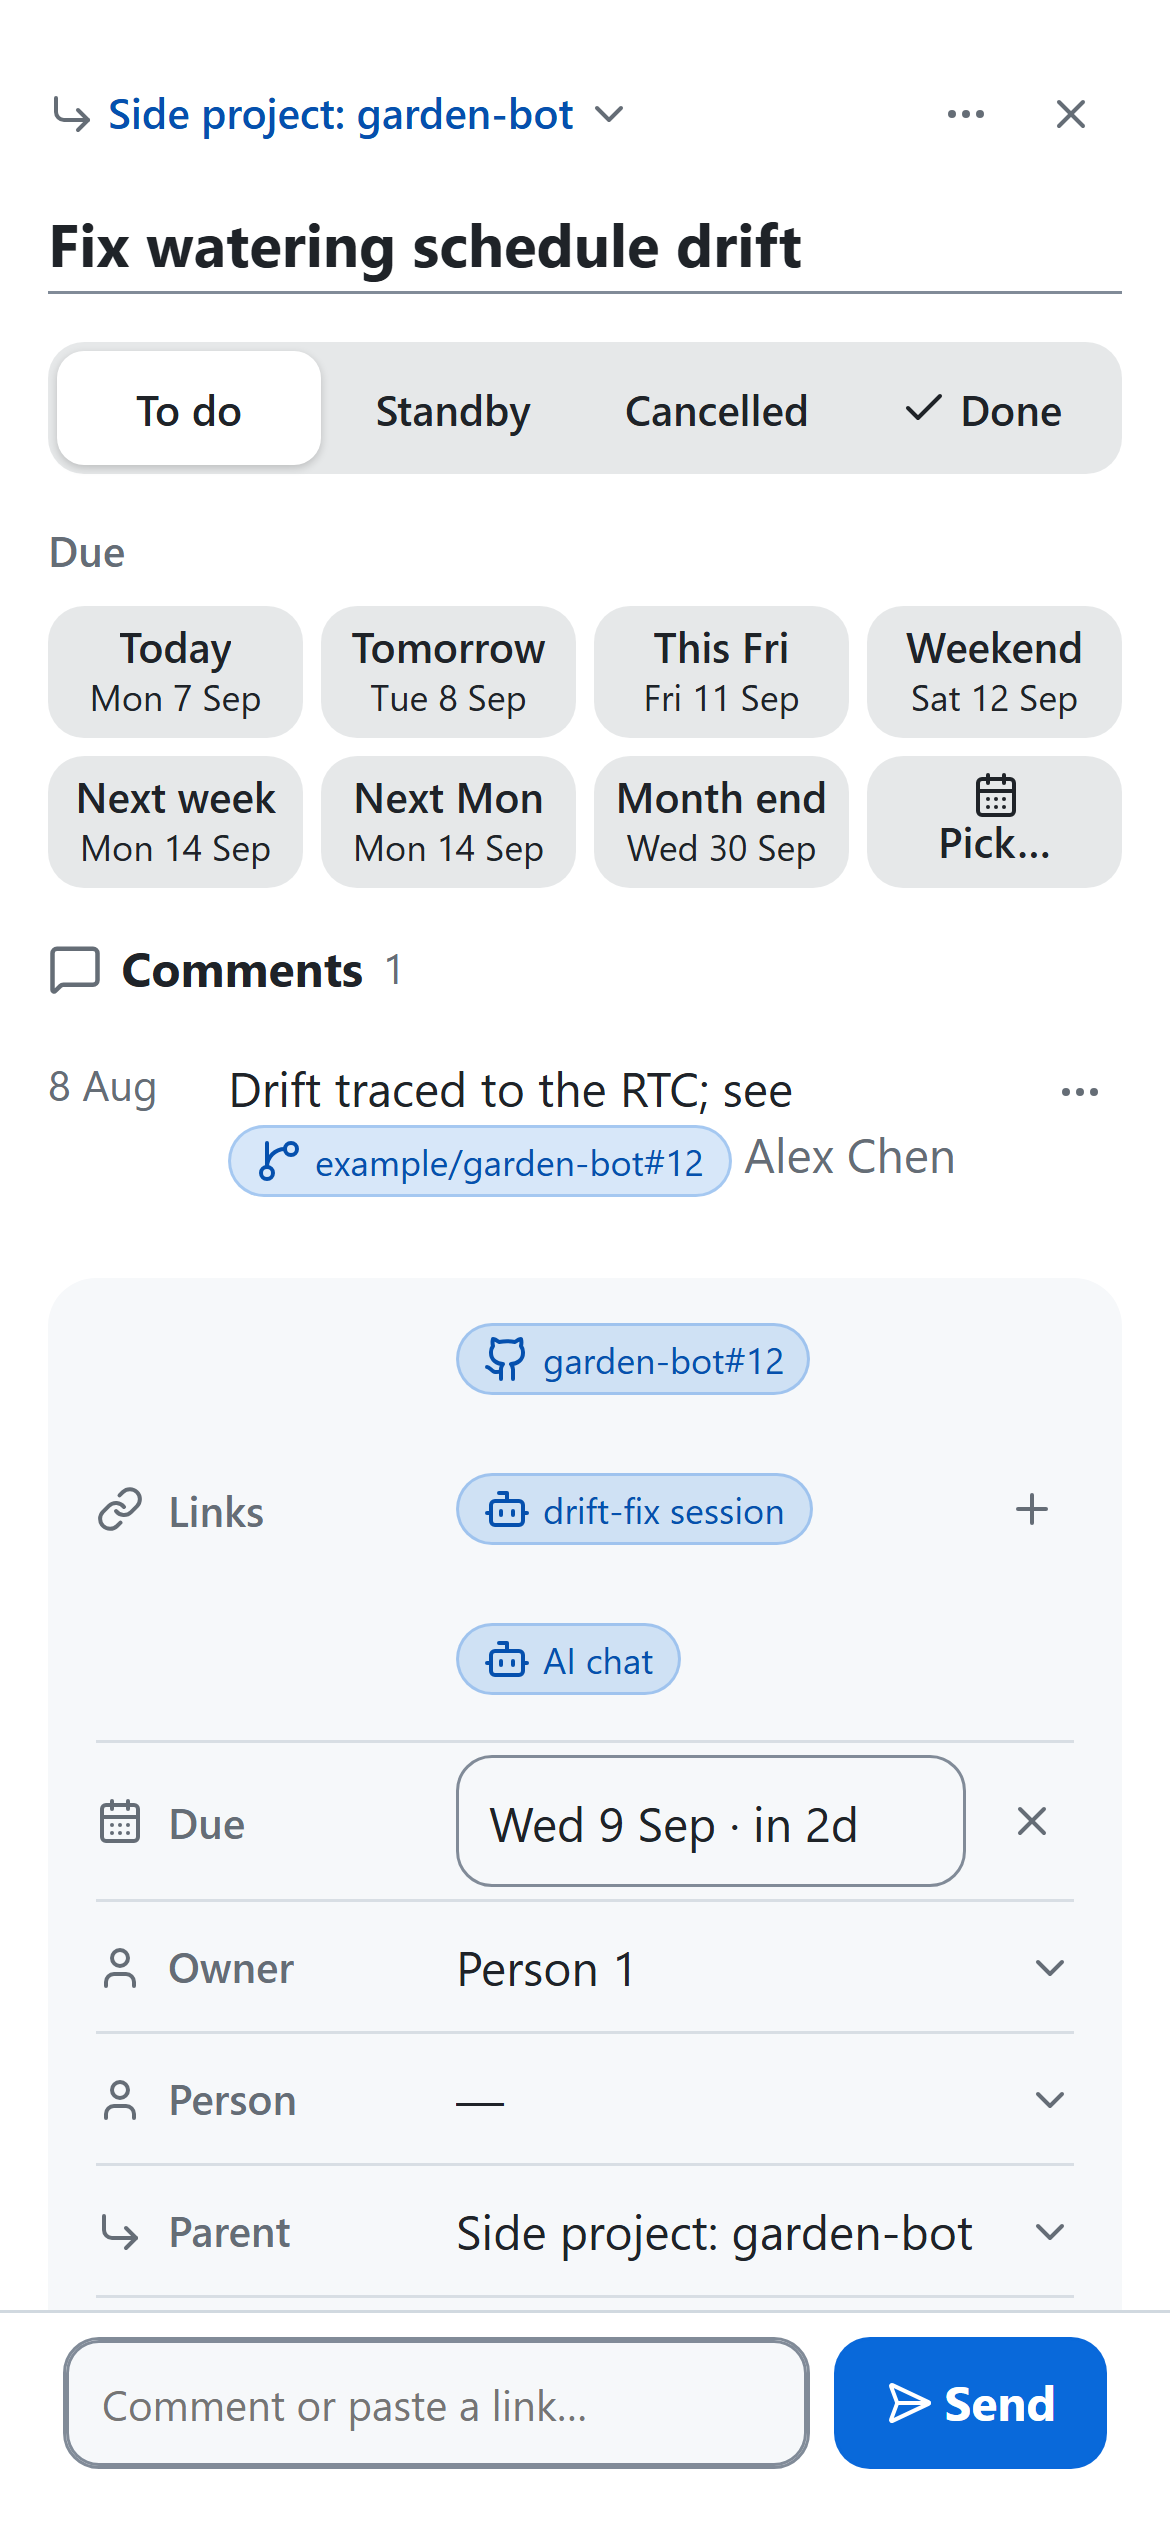 Side project: garden-bot
Fix watering schedule drift
To do
Standby
Cancelled
Done
Due
Today
Mon 7 Sep
Tomorrow
Tue 8 Sep
This Fri
Fri 11 Sep
Weekend
Sat 12 Sep
Next week
Mon 14 Sep
Next Mon
Mon 14 Sep
Month end
Wed 30 Sep
Pick...
Comments 1
8 Aug
Drift traced to the RTC; see
example/garden-bot#12 Alex Chen
garden-bot#12
Links
drift-fix session
AI chat
Due
Wed 9 Sep · in 2d
Owner
Person 1
Person
—
Parent
Side project: garden-bot
Comment or paste a link...
Send